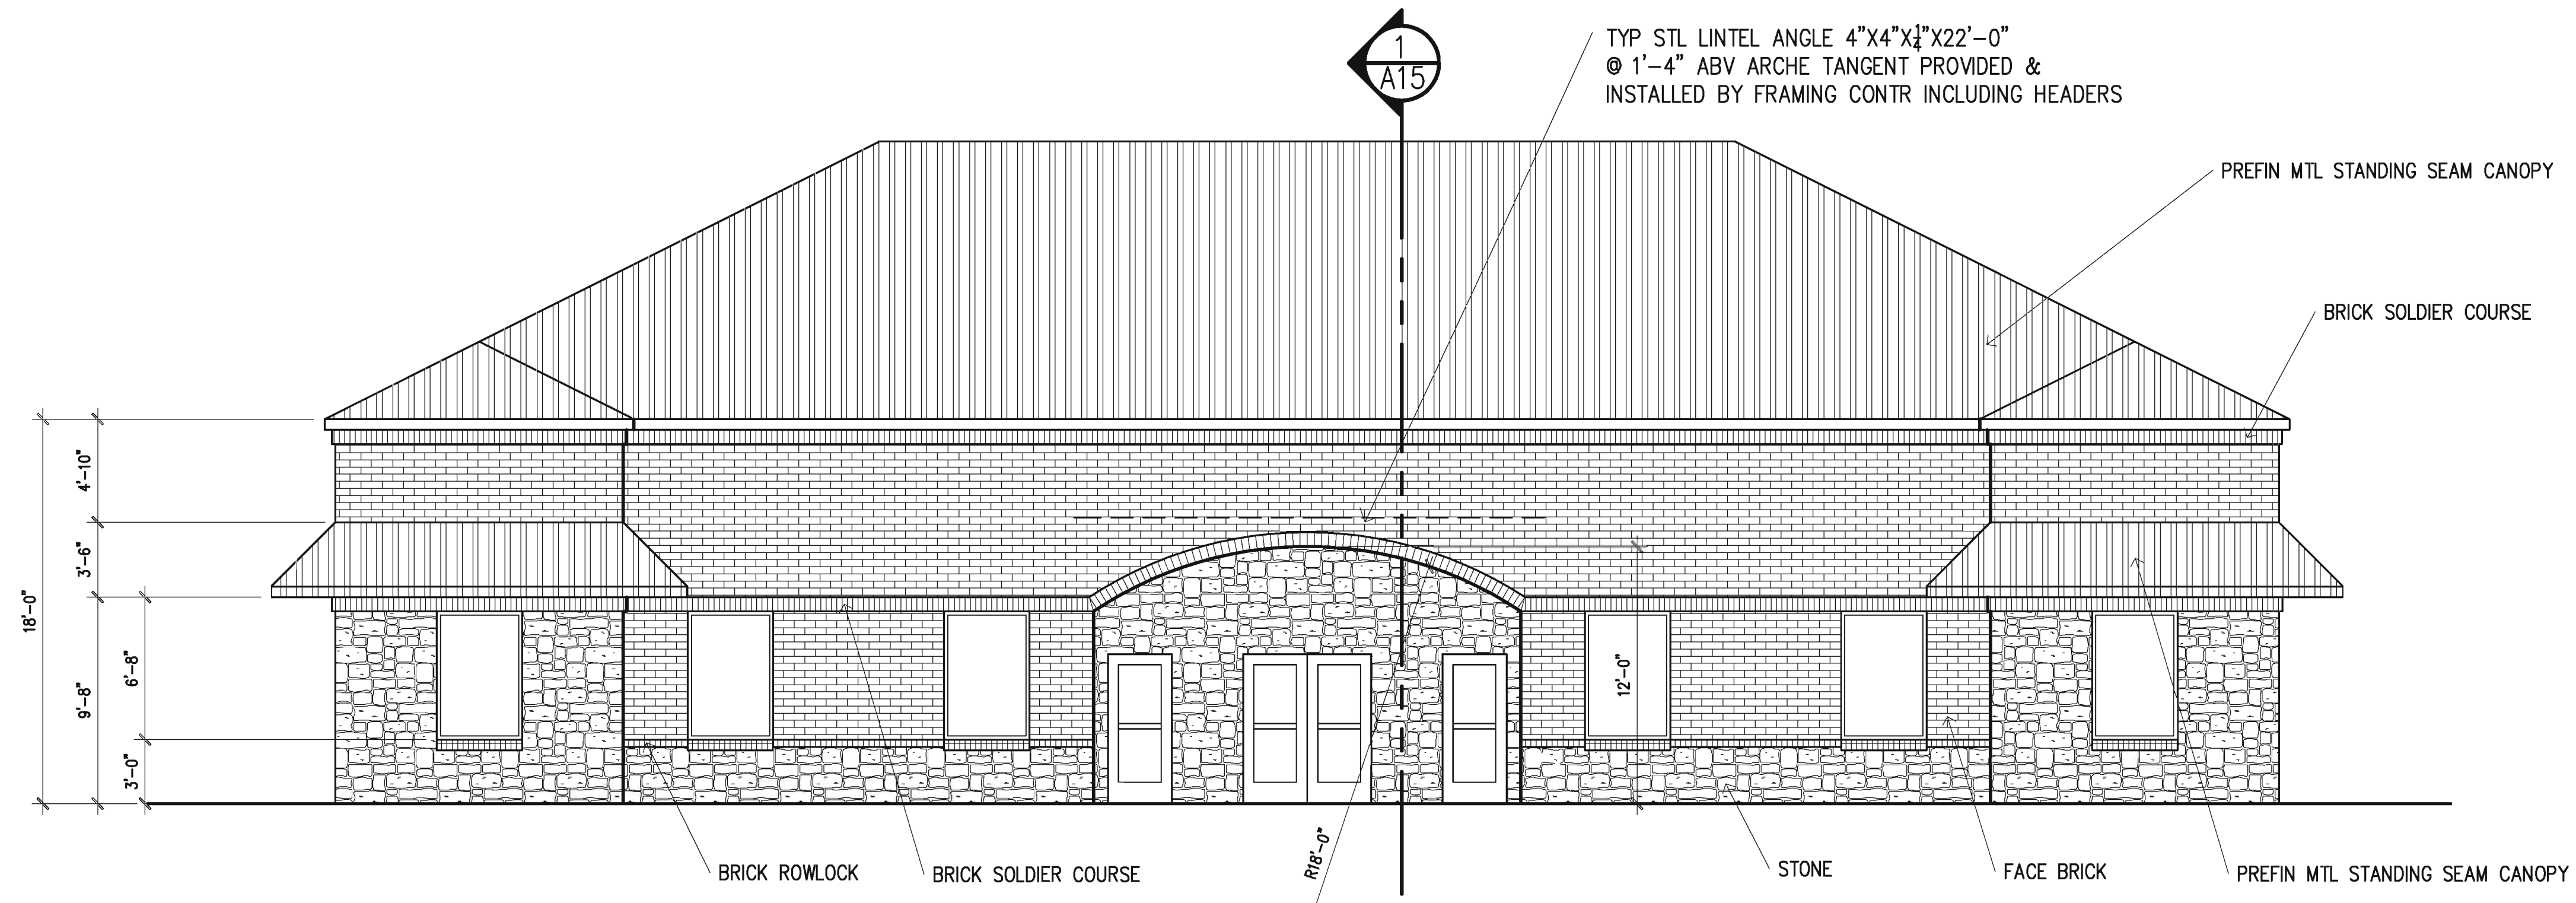 1
A15
TYP STL LINTEL ANGLE 4"X4"X¼"X22'-0"
@ 1'-4" ABV ARCHE TANGENT PROVIDED &
INSTALLED BY FRAMING CONTR INCLUDING HEADERS
PREFIN MTL STANDING SEAM CANOPY
BRICK SOLDIER COURSE
4'-10"
3'-6"
18'-0"
6'-8"
9'-8"
3'-0"
12'-0"
R18'-0"
BRICK ROWLOCK
BRICK SOLDIER COURSE
STONE
FACE BRICK
PREFIN MTL STANDING SEAM CANOPY